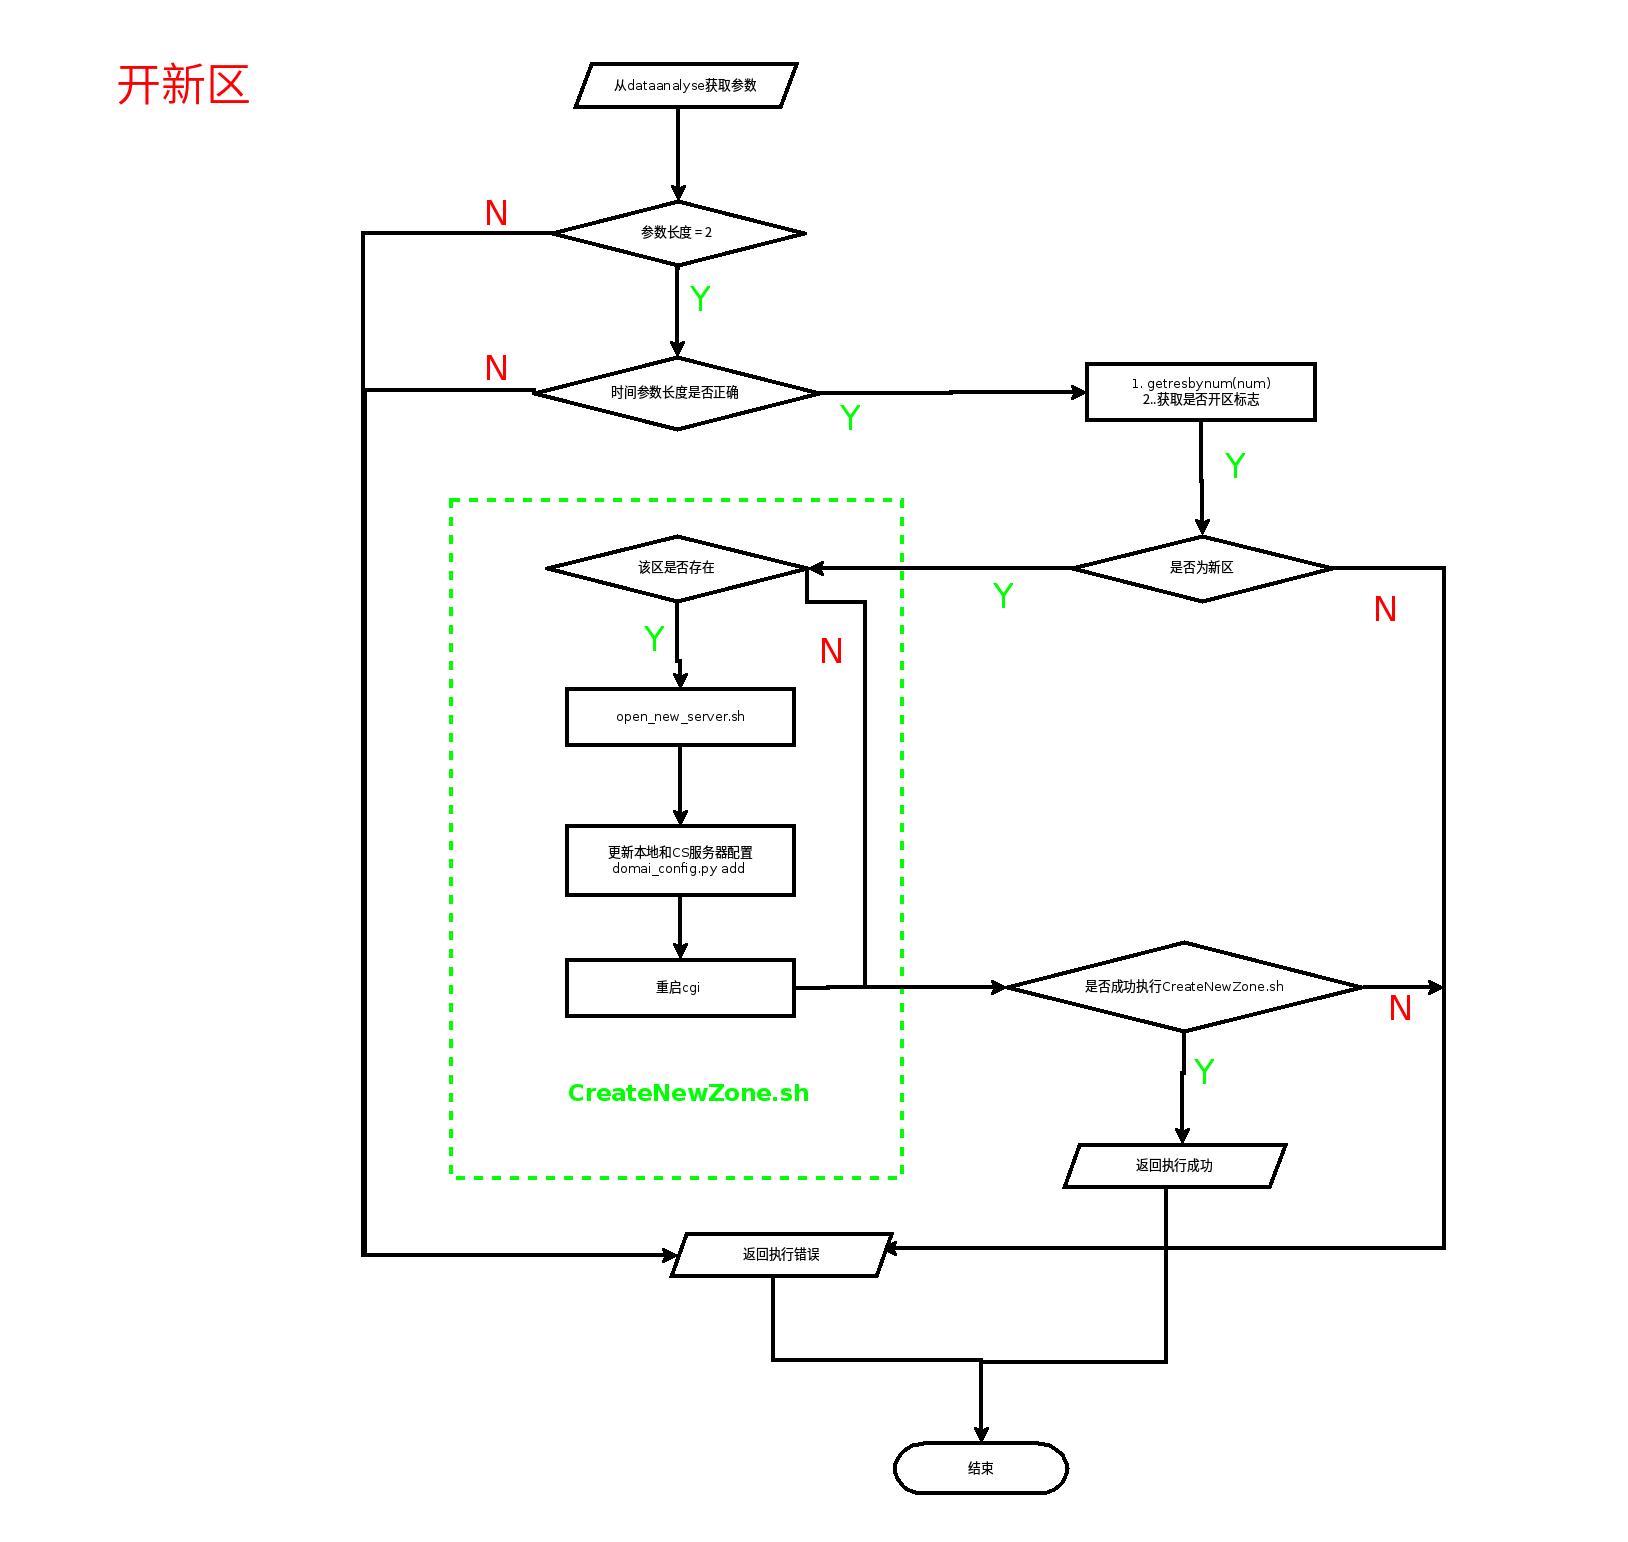 开新区
从dataanalyse获取参数
N
参数长度 = 2
Y
N
时间参数长度是否正确
Y
1. getresbynum(num)
2..获取是否开区标志
Y
该区是否存在
Y
是否为新区
N
Y
N
open_new_server.sh
更新本地和CS服务器配置
domai_config.py add
重启cgi
是否成功执行CreateNewZone.sh
N
Y
CreateNewZone.sh
返回执行成功
返回执行错误
结束